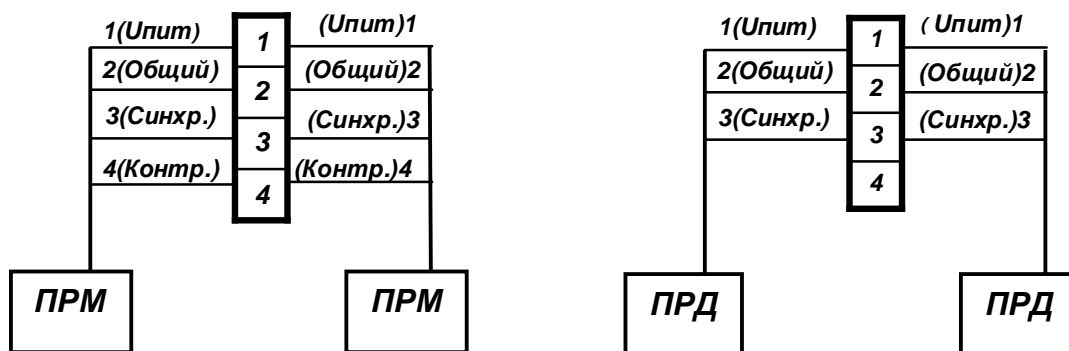 1(Uпит) 1 (Uпит)1
2(Общий) 2 (Общий)2
3(Синхр.) 3 (Синхр.)3
4(Контр.) 4 (Контр.)4
ПРМ ПРМ
1(Uпит) 1 ( Uпит)1
2(Общий) 2 (Общий)2
3(Синхр.) 3 (Синхр.)3
4
ПРД ПРД